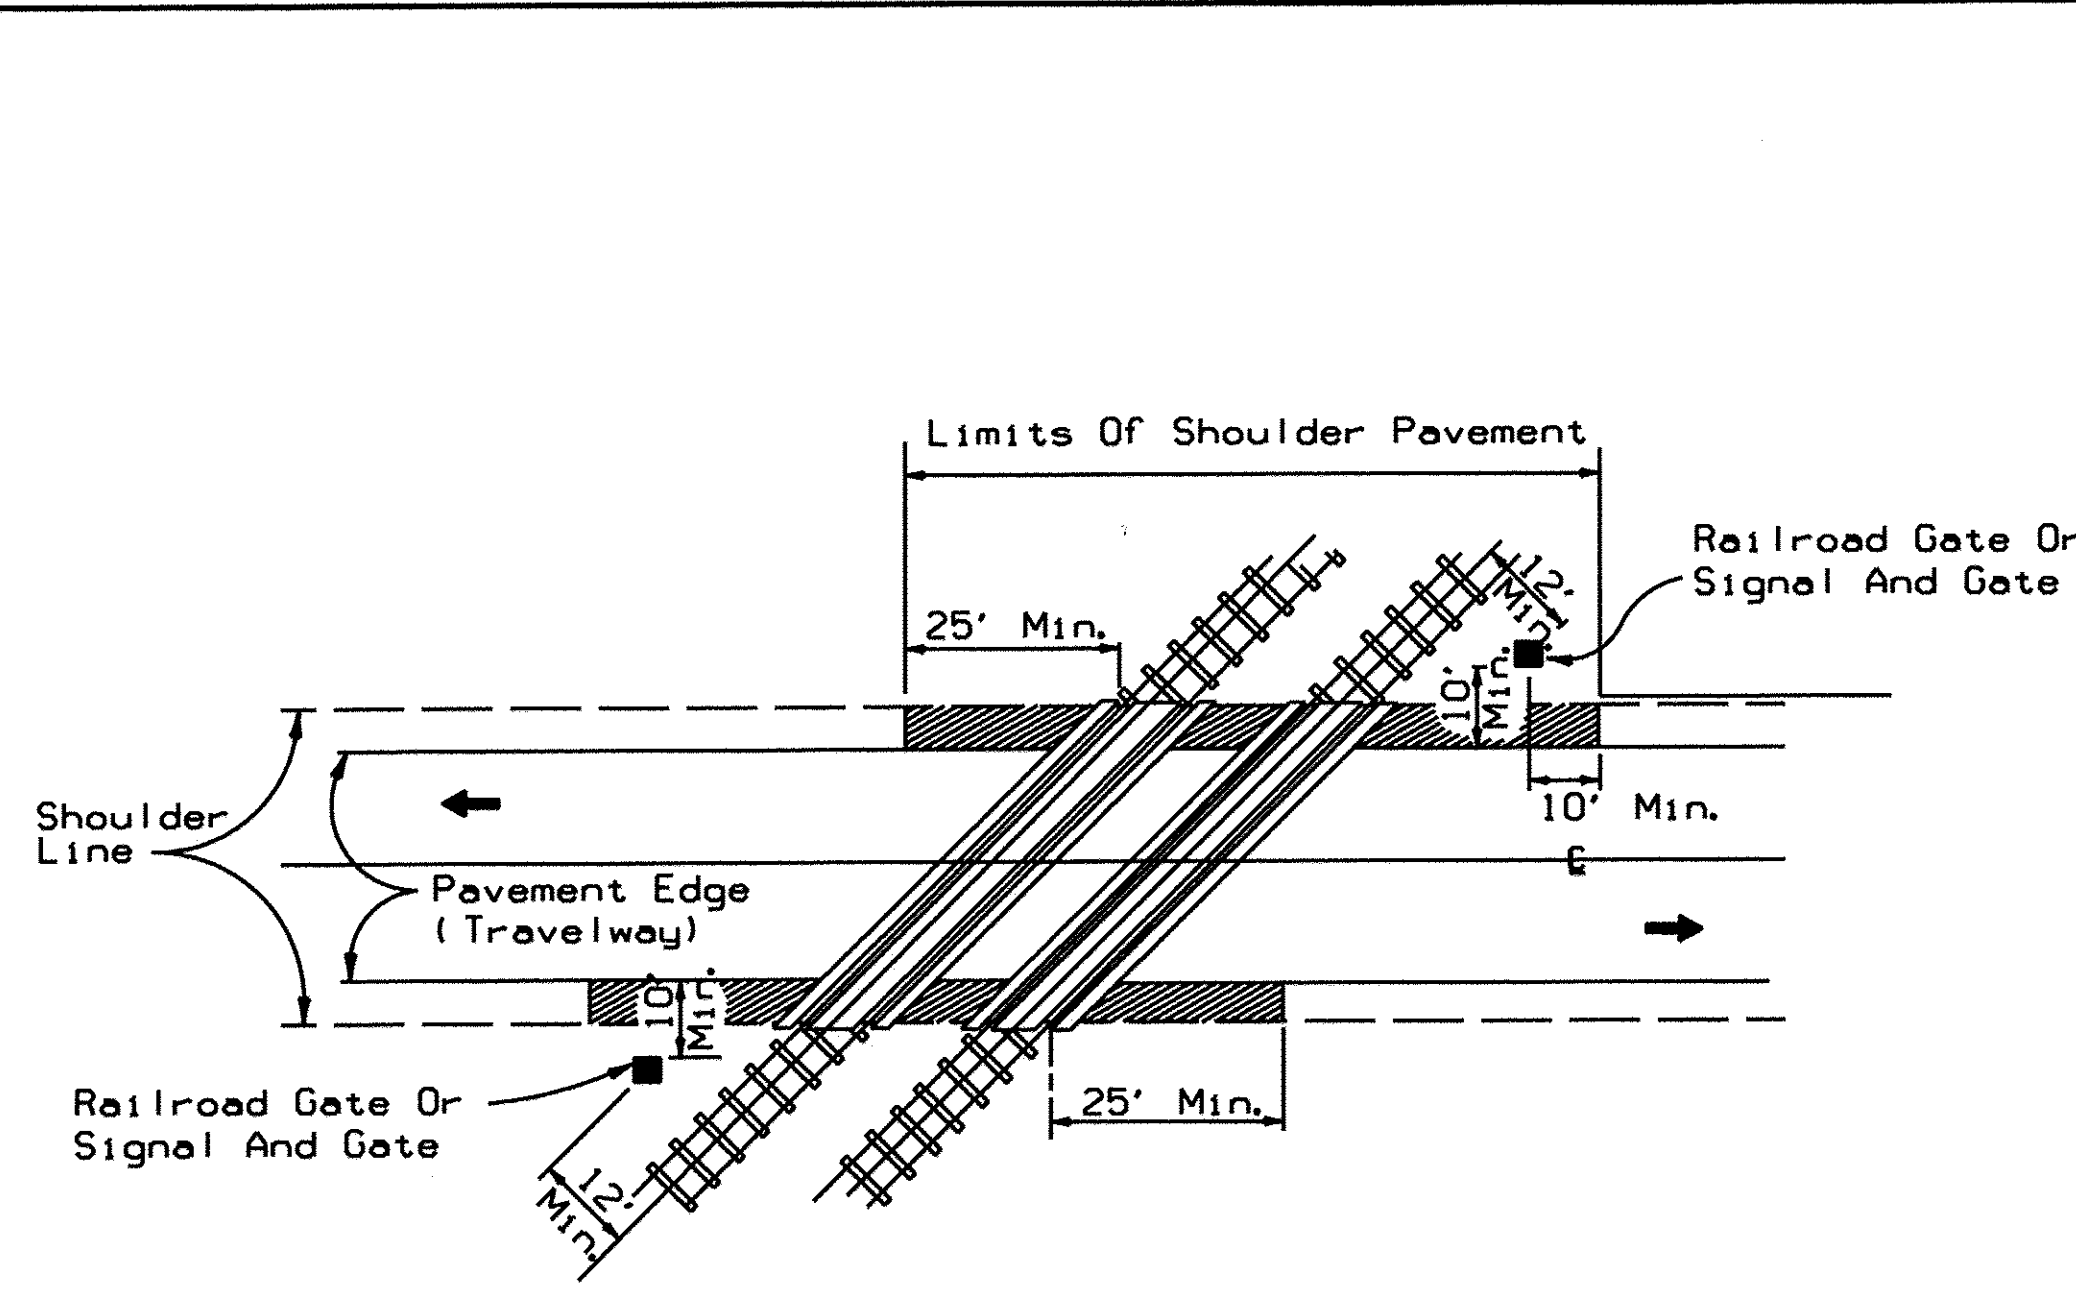 Limits Of Shoulder Pavement
Railroad Gate Or
Signal And Gate
12'
Min.
25' Min.
10'
Min.
10' Min.
Shoulder
Line
℄
Pavement Edge
(Travelway)
10'
Min.
Railroad Gate Or
Signal And Gate
25' Min.
12'
Min.